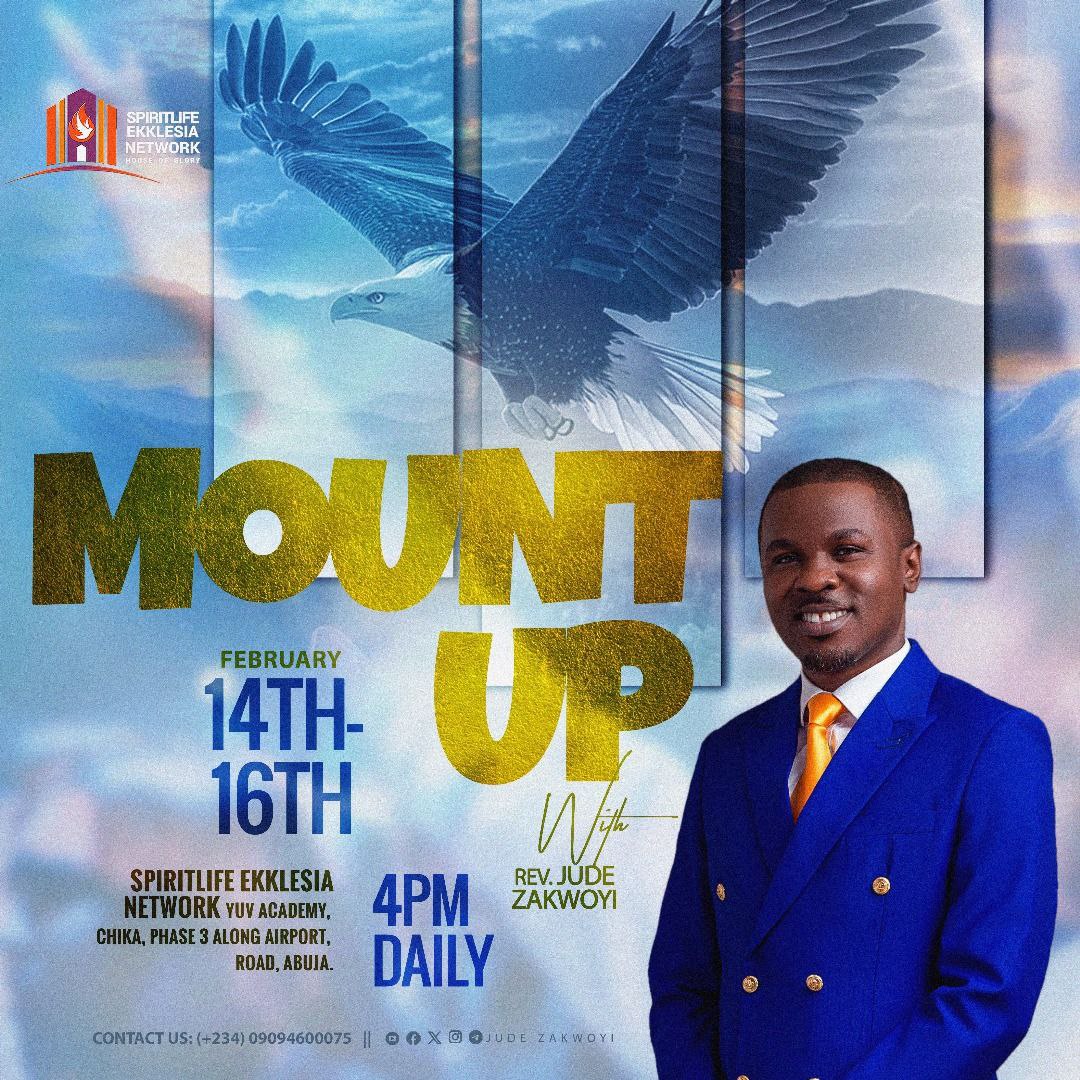 SPIRITLIFE
EKKLESIA
NETWORK
HOUSE OF GLORY
MOUNT
UP
FEBRUARY
14TH-
16TH
With
REV. JUDE
ZAKWOYI
SPIRITLIFE EKKLESIA
NETWORK YUV ACADEMY,
CHIKA, PHASE 3 ALONG AIRPORT,
ROAD, ABUJA.
4PM
DAILY
CONTACT US: (+234) 09094600075 || JUDE ZAKWOYI